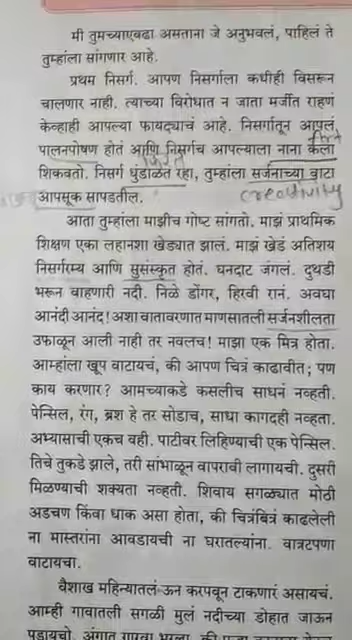 मी तुमच्याएवढा असताना जे अनुभवलं, पाहिलं ते
तुम्हांला सांगणार आहे.
प्रथम निसर्ग. आपण निसर्गाला कधीही विसरून
चालणार नाही. त्याच्या विरोधात न जाता मर्जीत राहणं
केव्हाही आपल्या फायद्याचं आहे. निसर्गातून आपलं
पालनपोषण होतं आणि निसर्गच आपल्याला नाना कला
शिकवतो. निसर्ग धुंडाळत रहा, तुम्हांला सर्जनाच्या वाटा
आपसूक सापडतील.
creativity
आता तुम्हांला माझीच गोष्ट सांगतो. माझं प्राथमिक
शिक्षण एका लहानशा खेड्यात झालं. माझं खेडं अतिशय
निसर्गरम्य आणि सुसंस्कृत होतं. घनदाट जंगलं. दुथडी
भरून वाहणारी नदी. निळे डोंगर, हिरवी रानं. अवघा
आनंदी आनंद! अशा वातावरणात माणसातली सर्जनशीलता
उफाळून आली नाही तर नवलच! माझा एक मित्र होता.
आम्हांला खूप वाटायचं, की आपण चित्रं काढावीत; पण
काय करणार? आमच्याकडे कसलीच साधनं नव्हती.
पेन्सिल, रंग, ब्रश हे तर सोडाच, साधा कागदही नव्हता.
अभ्यासाची एकच वही. पाटीवर लिहिण्याची एक पेन्सिल.
तिचे तुकडे झाले, तरी सांभाळून वापरावी लागायची. दुसरी
मिळण्याची शक्यता नव्हती. शिवाय सगळ्यात मोठी
अडचण किंवा धाक असा होता, की चित्रंबित्रं काढलेली
ना मास्तरांना आवडायची ना घरातल्यांना. वात्रटपणा
वाटायचा.
वैशाख महिन्यातलं ऊन करपवून टाकणारं असायचं.
आम्ही गावातली सगळी मुलं नदीच्या डोहात जाऊन
पडायचो. अंगात गारवा